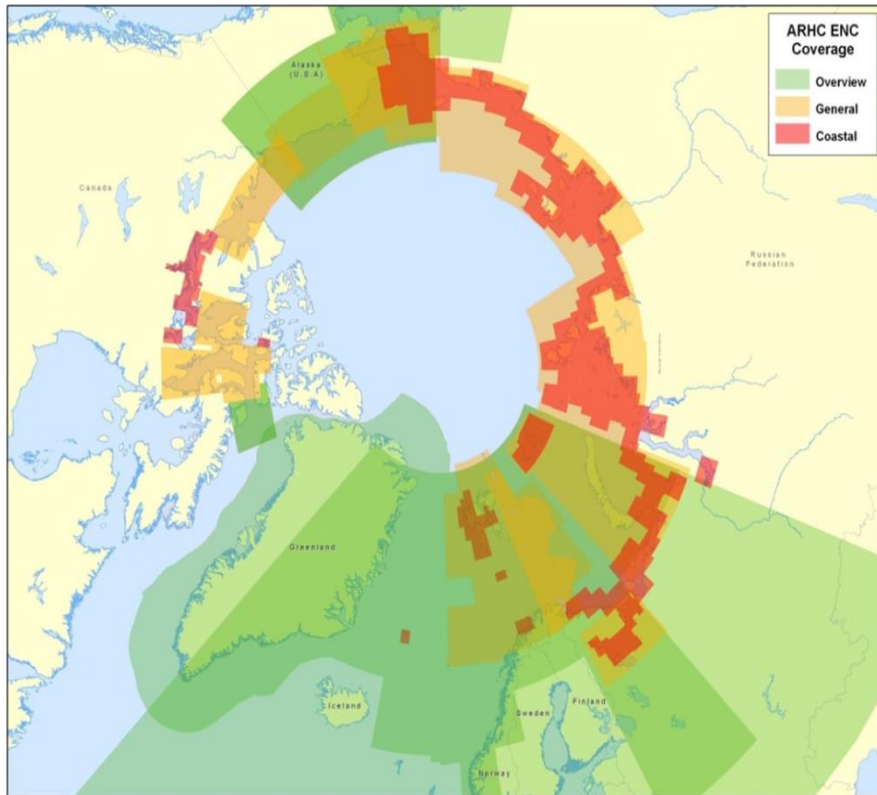 ARHC ENC
Coverage
Overview
General
Coastal
Alaska
(U.S.A)
Canada
Russian
Federation
Greenland
Iceland
Sweden
Finland
Norway